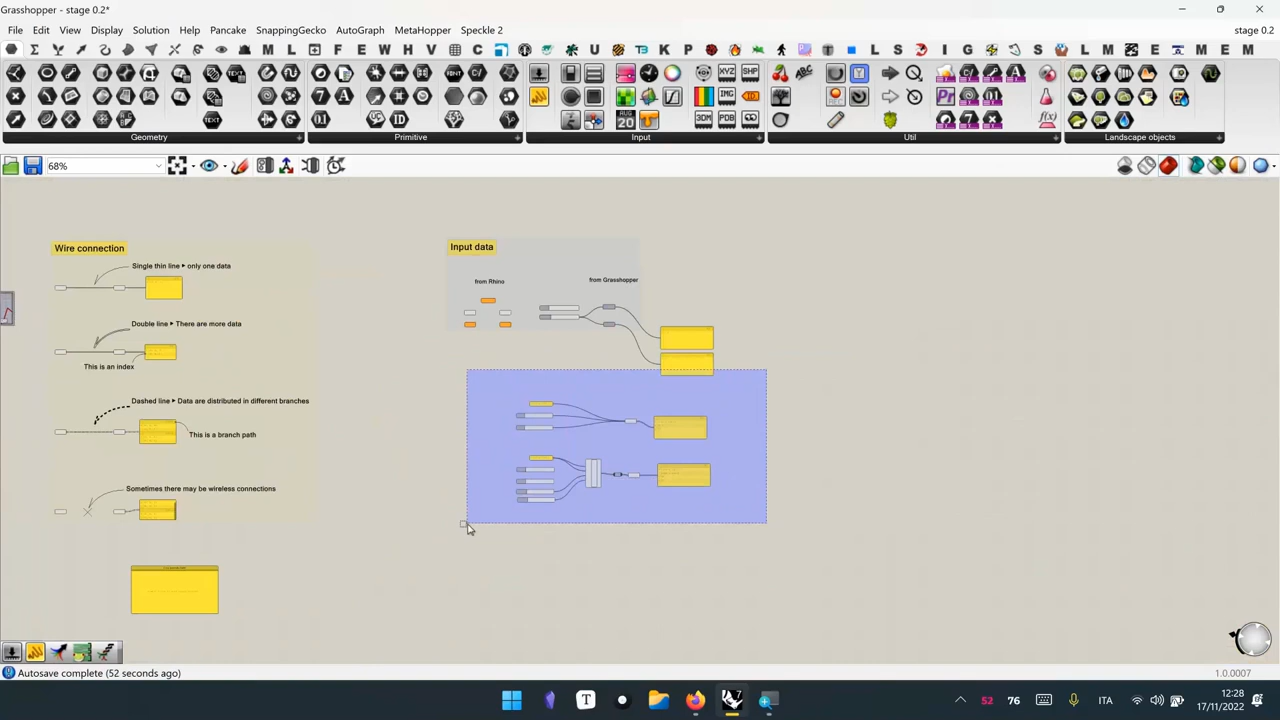 Grasshopper - stage 0.2*
File Edit View Display Solution Help Pancake SnappingGecko AutoGraph MetaHopper Speckle 2
stage 0.2
Geometry
Primitive
Input
Util
Landscape objects
68%
Wire connection
Single thin line ▸ only one data
Double line ▸ There are more data
This is an index
Dashed line ▸ Data are distributed in different branches
This is a branch path
Sometimes there may be wireless connections
Input data
from Rhino
from Grasshopper
Autosave complete (52 seconds ago)
1.0.0007
52
76
ITA
12:28
17/11/2022